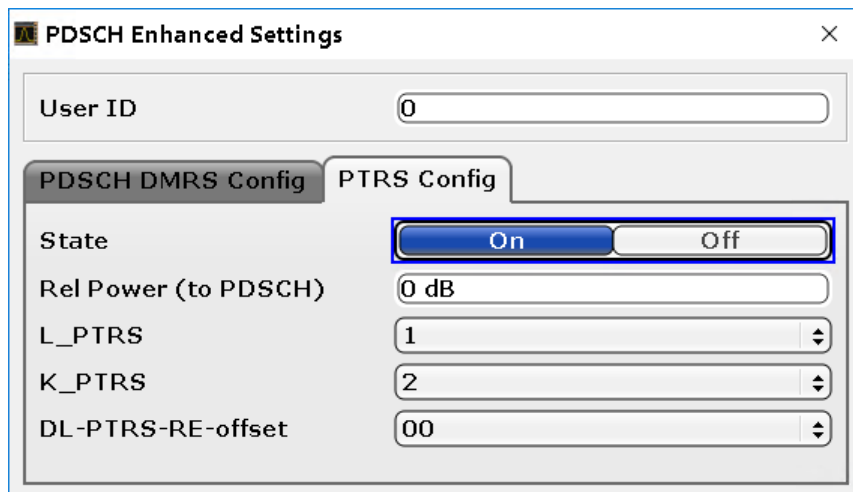 PDSCH Enhanced Settings
User ID 0
PDSCH DMRS Config PTRS Config
State On Off
Rel Power (to PDSCH) 0 dB
L_PTRS 1
K_PTRS 2
DL-PTRS-RE-offset 00